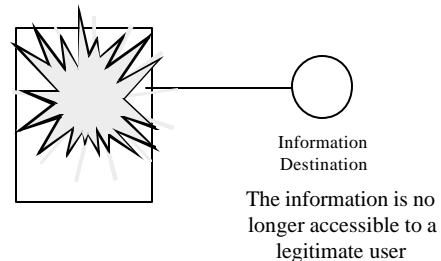 Information
Destination
The information is no
longer accessible to a
legitimate user